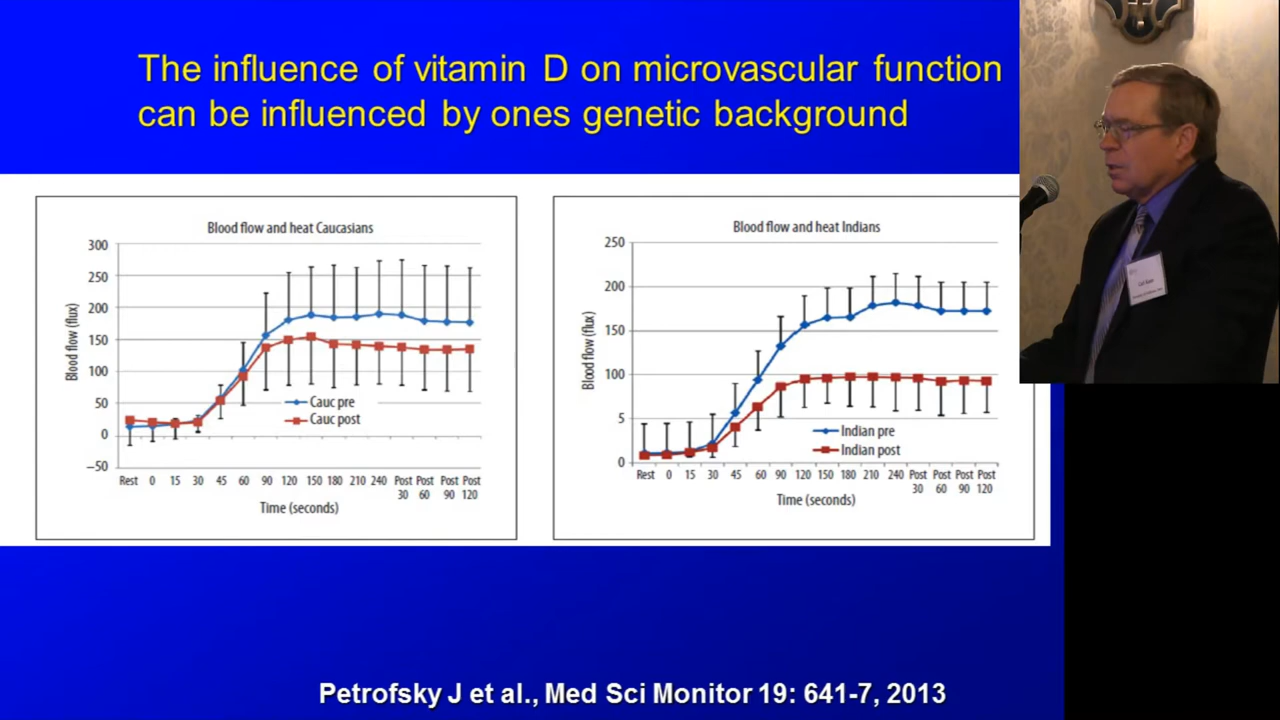 The influence of vitamin D on microvascular function
can be influenced by ones genetic background
Blood flow and heat Caucasians
Blood flow (flux)
300
250
200
150
100
50
0
–50
Cauc pre
Cauc post
Rest 0 15 30 45 60 90 120 150 180 210 240 Post Post Post Post
30 60 90 120
Time (seconds)
Blood flow and heat Indians
Blood flow (flux)
250
200
150
100
5
0
Indian pre
Indian post
Rest 0 15 30 45 60 90 120 150 180 210 240 Post Post Post Post
30 60 90 120
Time (seconds)
Petrofsky J et al., Med Sci Monitor 19: 641-7, 2013